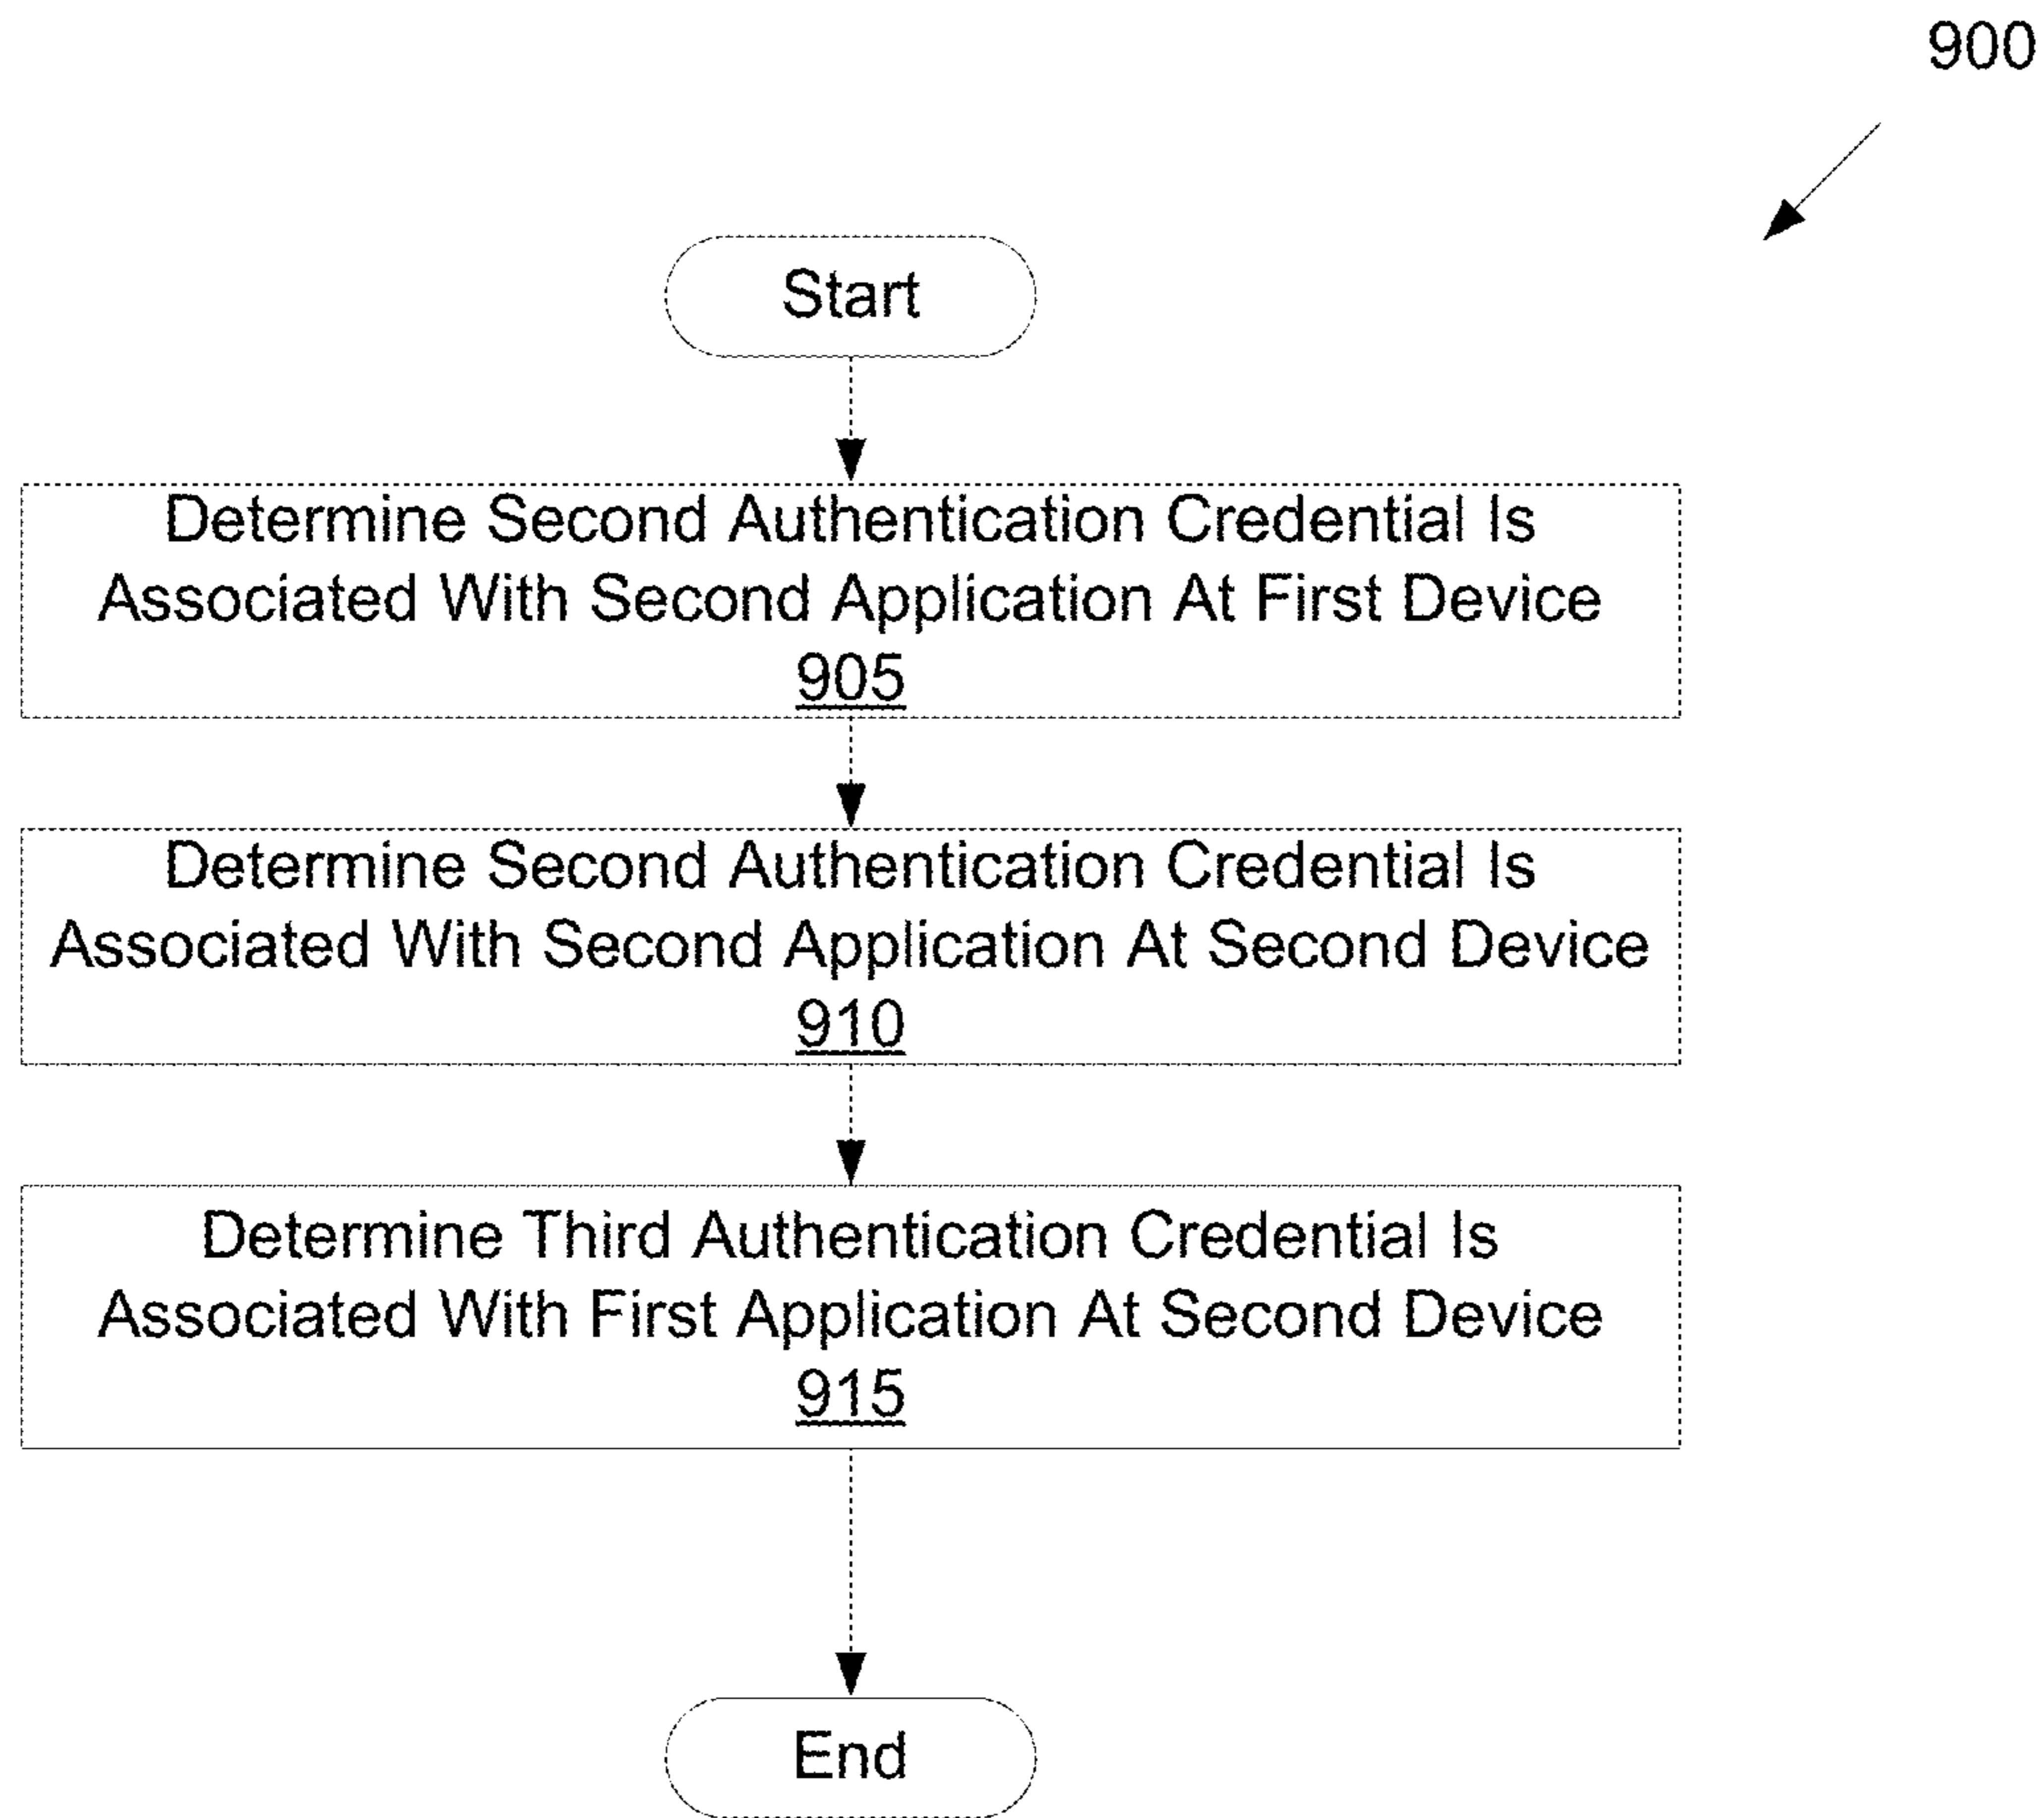 900
Start
Determine Second Authentication Credential Is
Associated With Second Application At First Device
905
Determine Second Authentication Credential Is
Associated With Second Application At Second Device
910
Determine Third Authentication Credential Is
Associated With First Application At Second Device
915
End